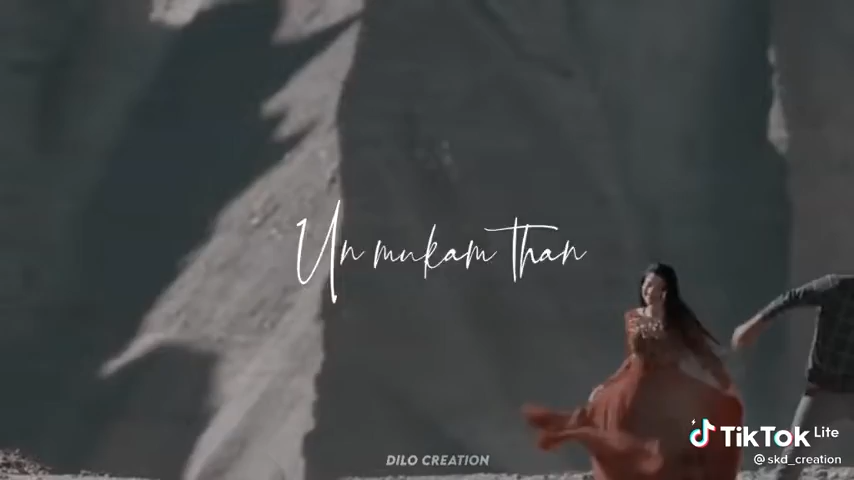 Un mukam than
DILO CREATION
TikTok Lite
@skd_creation